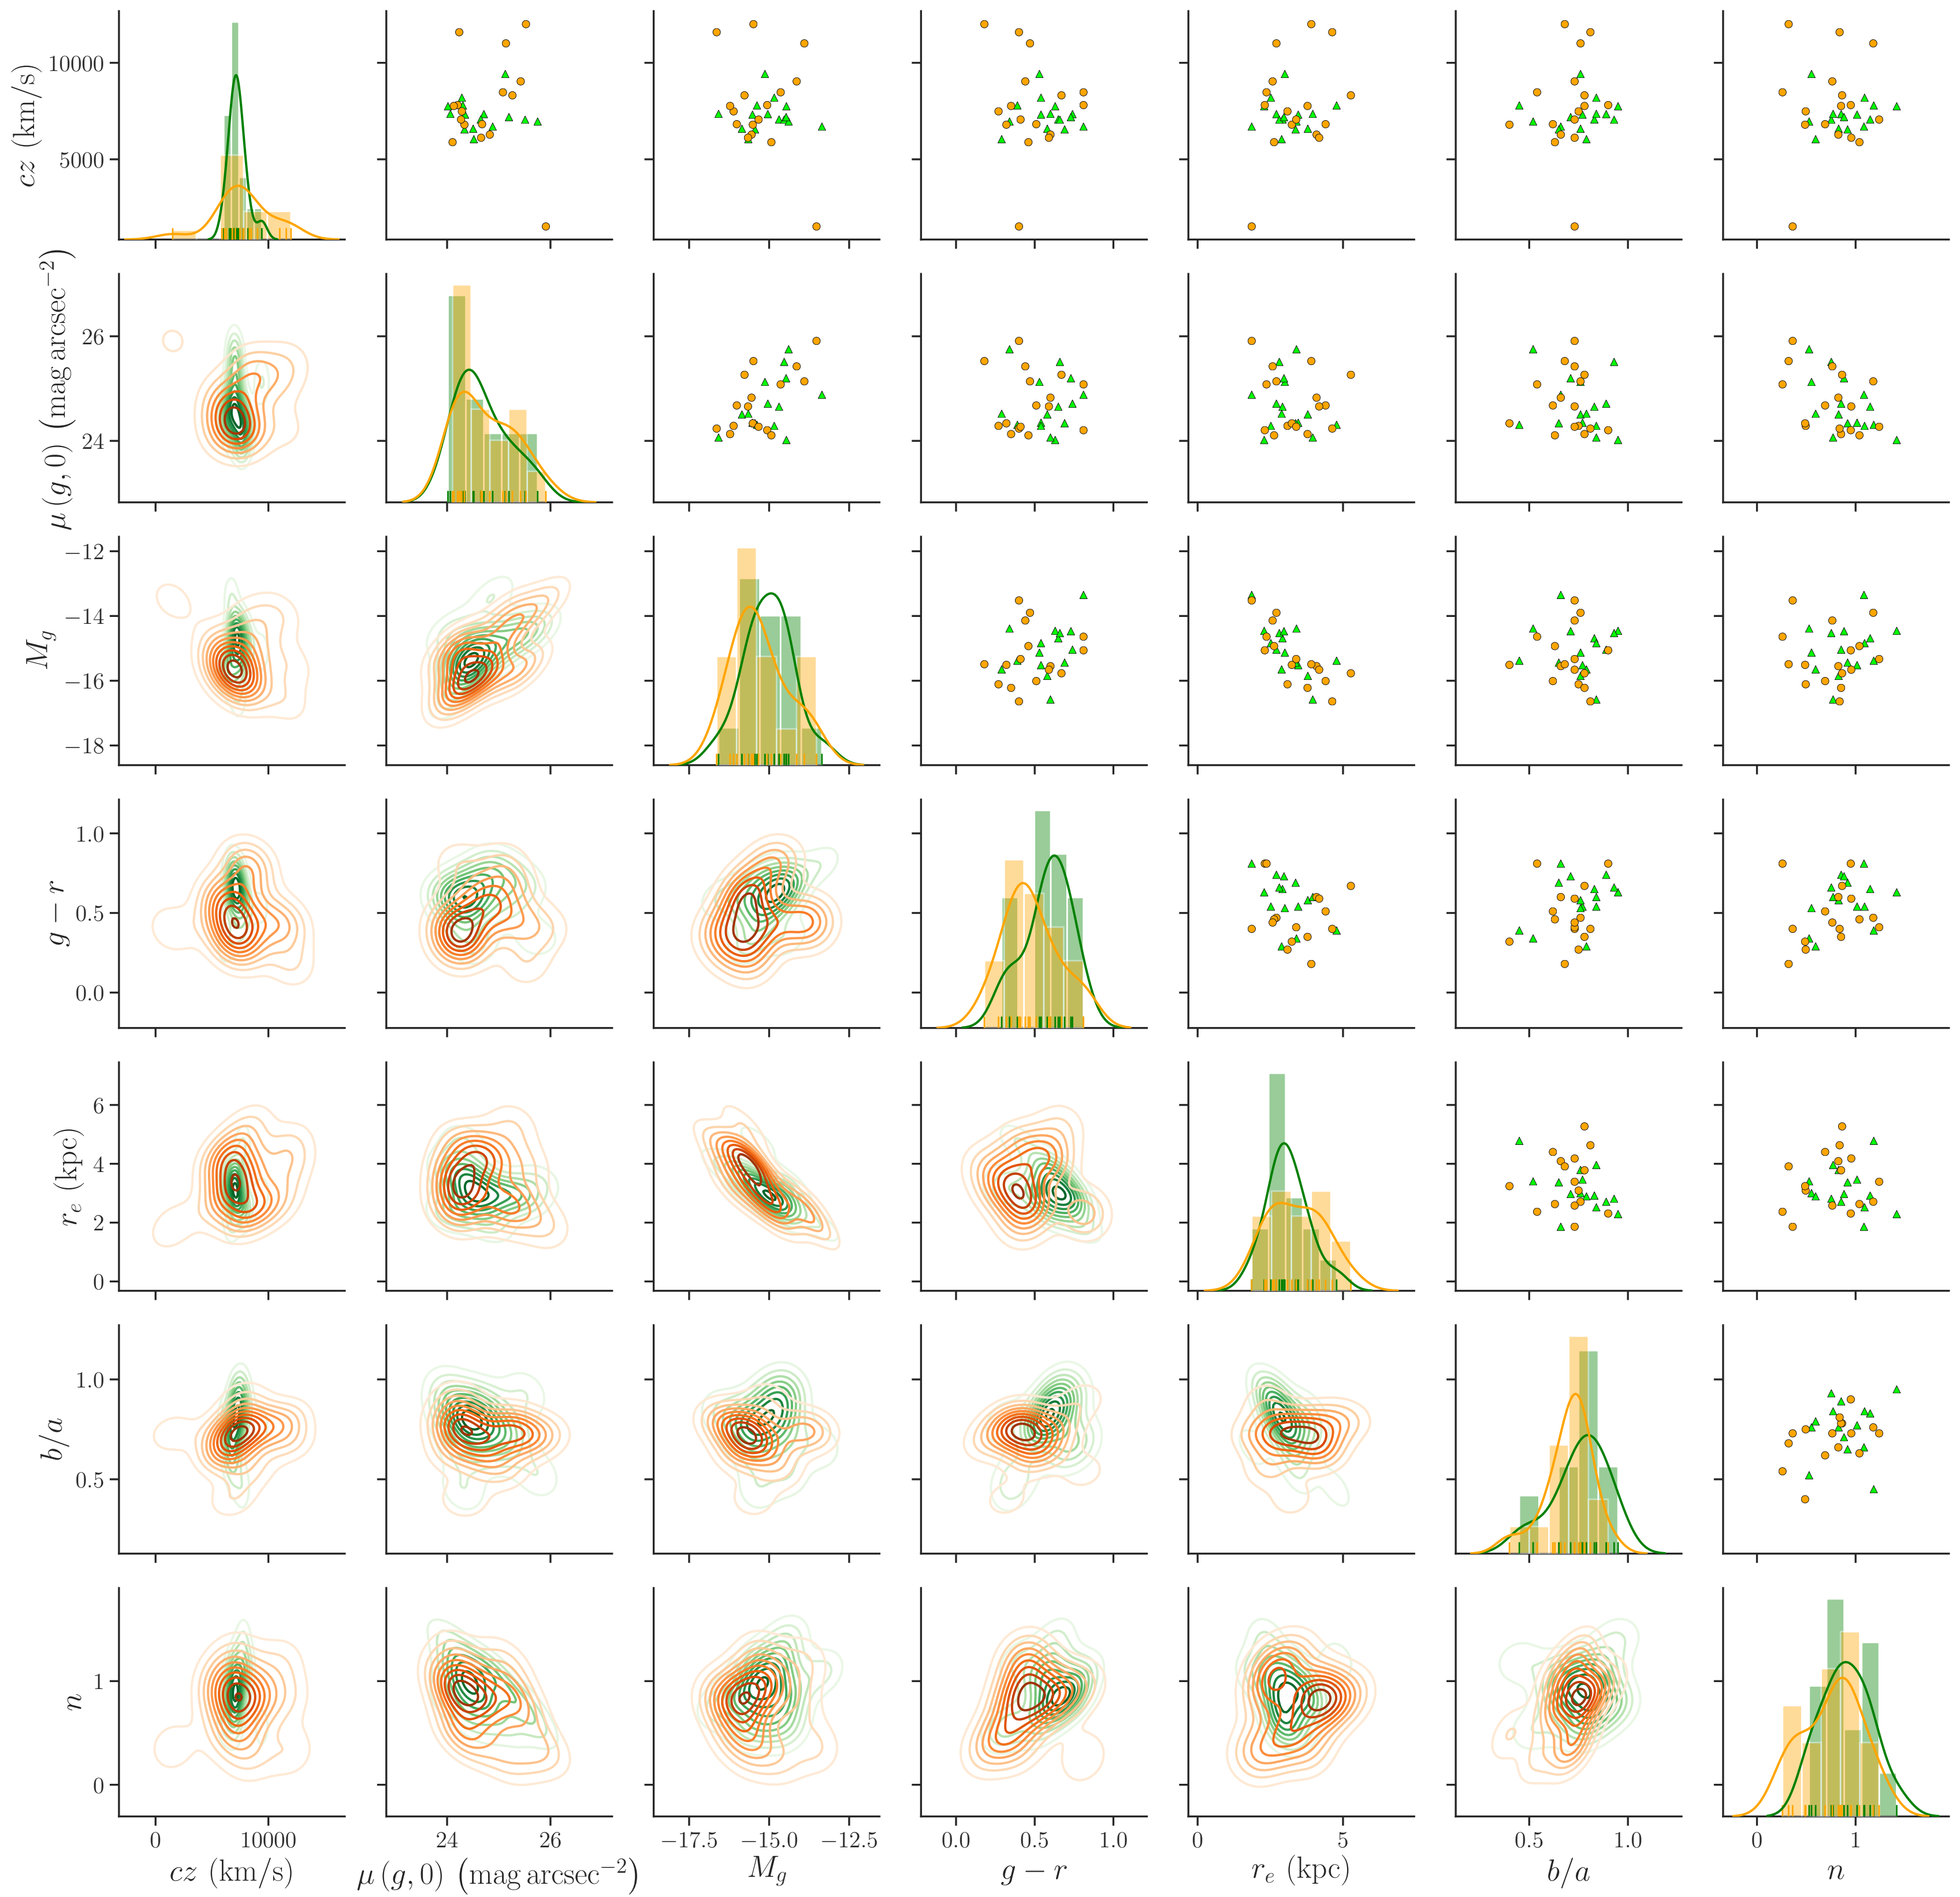 cz (km/s)
10000
5000
μ(g,0) (mag arcsec⁻²)
26
24
M_g
−12
−14
−16
−18
g − r
1.0
0.5
0.0
r_e (kpc)
6
4
2
0
b/a
1.0
0.5
n
1
0
0 10000 24 26 −17.5 −15.0 −12.5 0.0 0.5 1.0 0 5 0.5 1.0 0 1
cz (km/s) μ(g,0) (mag arcsec⁻²) M_g g − r r_e (kpc) b/a n